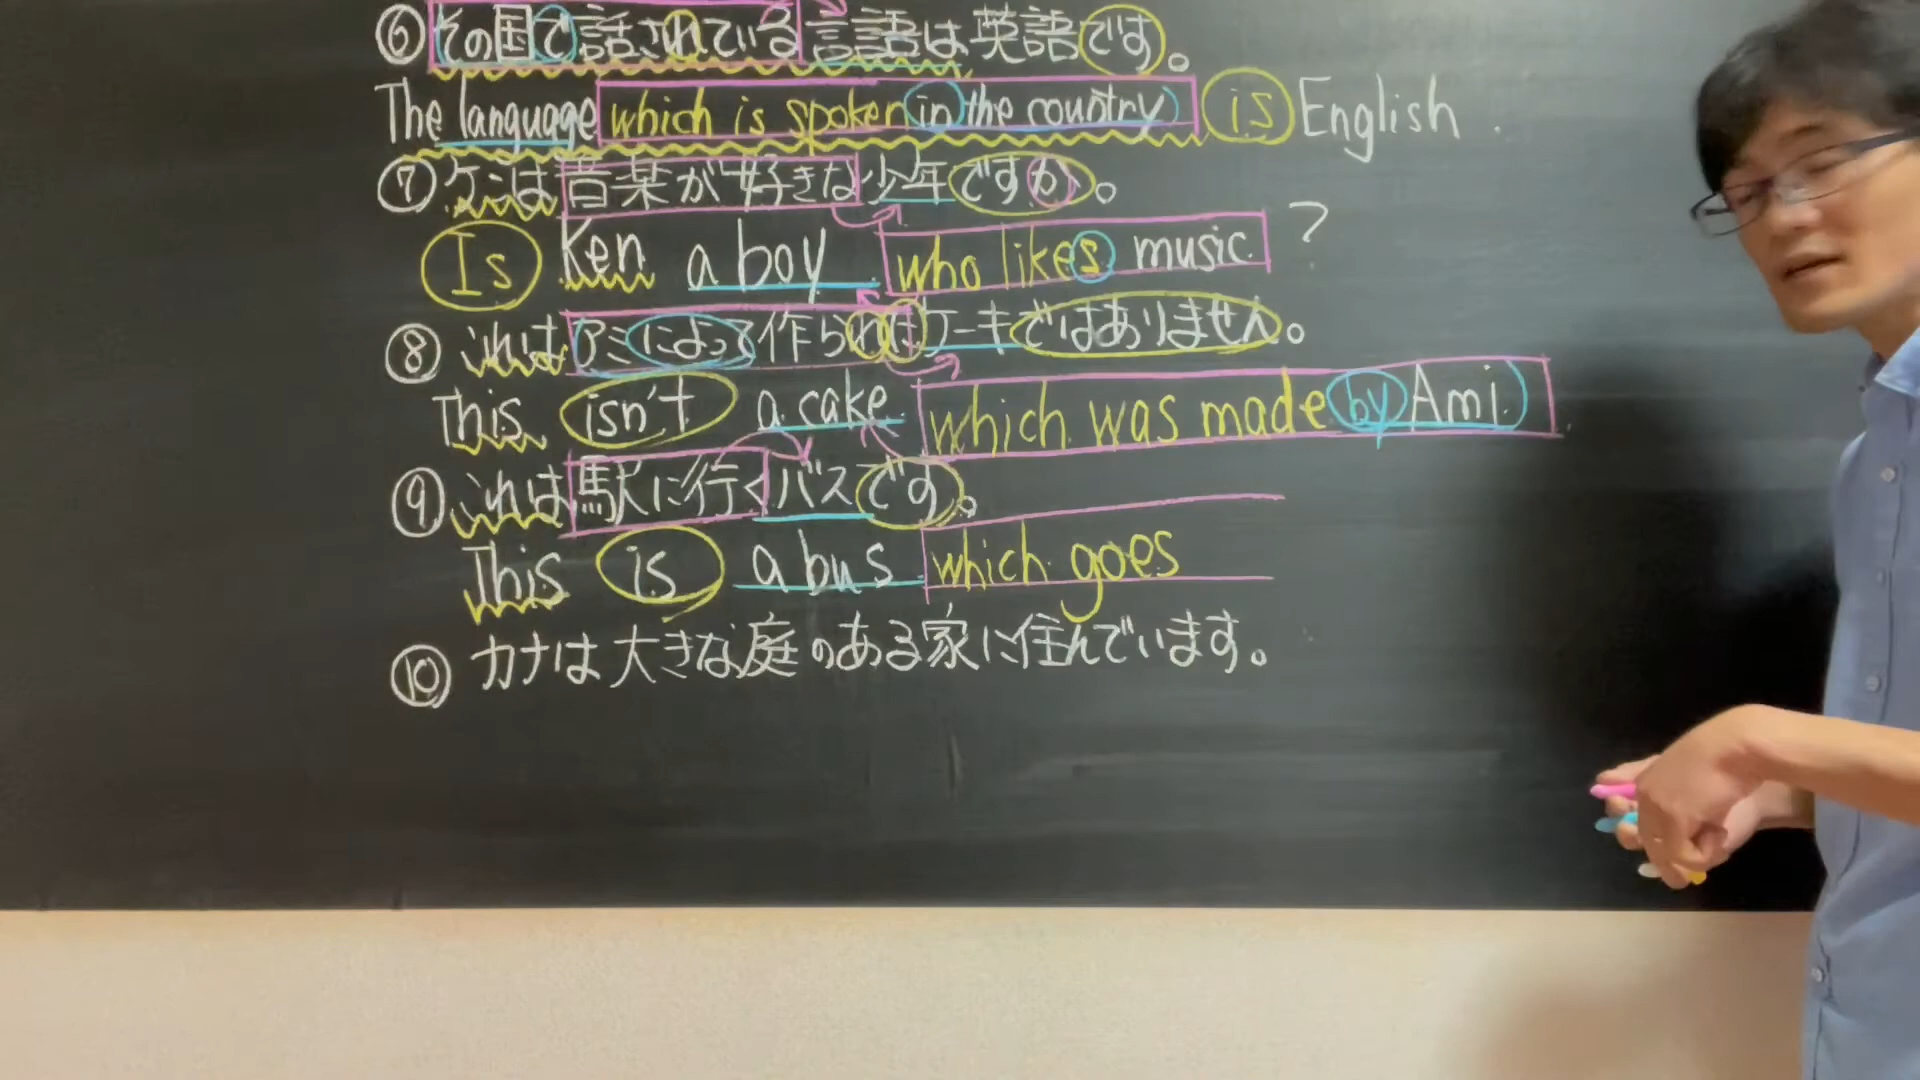 ⑥その国で話されている言語は英語です。
The language which is spoken in the country is English.
⑦ケンは音楽が好きな少年ですか。
Is Ken a boy who likes music?
⑧これはアミによって作られたケーキではありません。
This isn't a cake which was made by Ami.
⑨これは駅に行くバスです。
This is a bus which goes
⑩カナは大きな庭のある家に住んでいます。